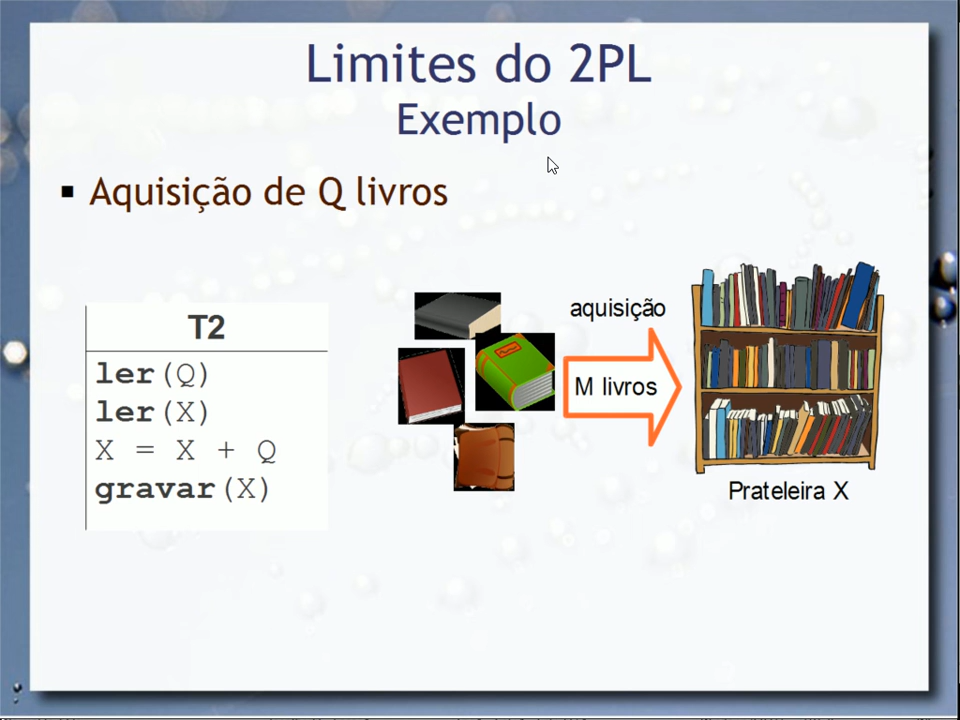 Limites do 2PL
Exemplo
Aquisição de Q livros
T2
ler(Q)
ler(X)
X = X + Q
gravar(X)
aquisição
M livros
Prateleira X